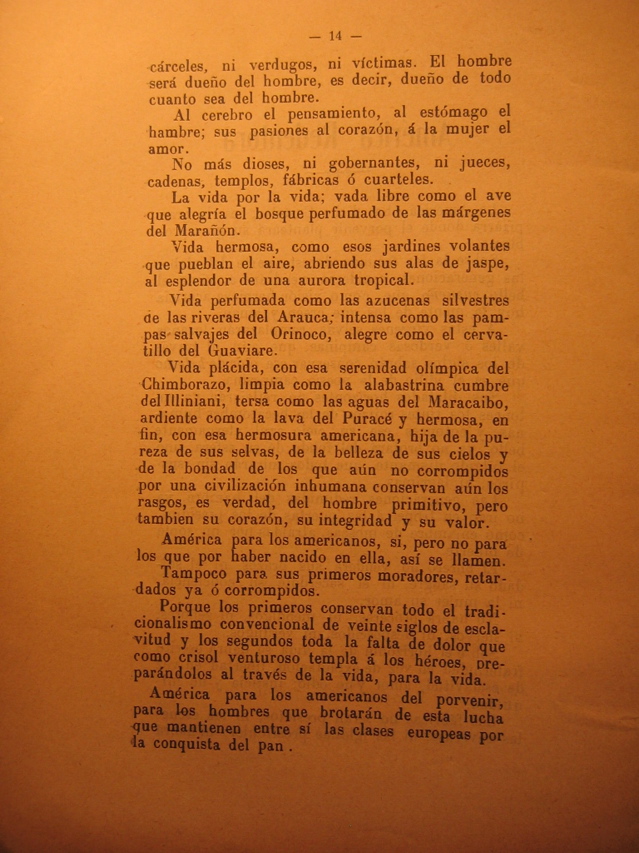 — 14 —
cárceles, ni verdugos, ni víctimas. El hombre
será dueño del hombre, es decir, dueño de todo
cuanto sea del hombre.
Al cerebro el pensamiento, al estómago el
hambre; sus pasiones al corazón, á la mujer el
amor.
No más dioses, ni gobernantes, ni jueces,
cadenas, templos, fábricas ó cuarteles.
La vida por la vida; vada libre como el ave
que alegría el bosque perfumado de las márgenes
del Marañón.
Vida hermosa, como esos jardines volantes
que pueblan el aire, abriendo sus alas de jaspe,
al esplendor de una aurora tropical.
Vida perfumada como las azucenas silvestres
de las riveras del Arauca; intensa como las pam-
pas salvajes del Orinoco, alegre como el cerva-
tillo del Guaviare.
Vida plácida, con esa serenidad olímpica del
Chimborazo, limpia como la alabastrina cumbre
del Illiniani, tersa como las aguas del Maracaibo,
ardiente como la lava del Puracé y hermosa, en
fin, con esa hermosura americana, hija de la pu-
reza de sus selvas, de la belleza de sus cielos y
de la bondad de los que aún no corrompidos
por una civilización inhumana conservan aún los
rasgos, es verdad, del hombre primitivo, pero
tambien su corazón, su integridad y su valor.
América para los americanos, si, pero no para
los que por haber nacido en ella, así se llamen.
Tampoco para sus primeros moradores, retar-
dados ya ó corrompidos.
Porque los primeros conservan todo el tradi-
cionalismo convencional de veinte siglos de escla-
vitud y los segundos toda la falta de dolor que
como crisol venturoso templa á los héroes, pre-
parándolos al través de la vida, para la vida.
América para los americanos del porvenir,
para los hombres que brotarán de esta lucha
que mantienen entre sí las clases europeas por
la conquista del pan.